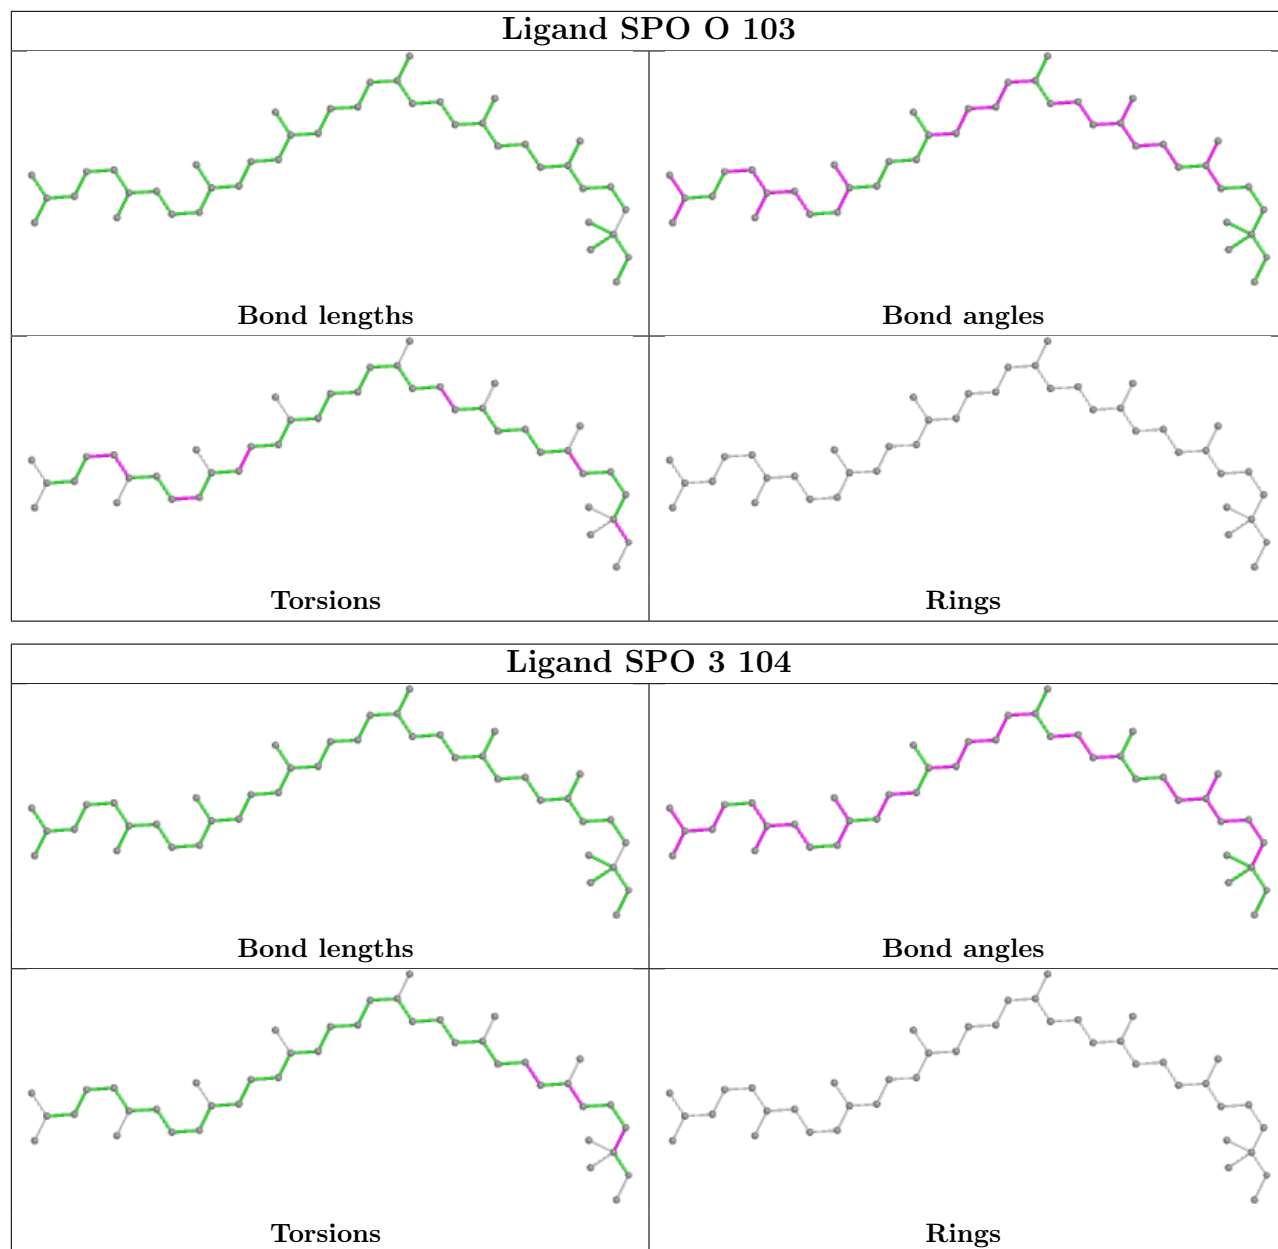 Ligand SPO O 103
Bond lengths
Bond angles
Torsions
Rings
Ligand SPO 3 104
Bond lengths
Bond angles
Torsions
Rings